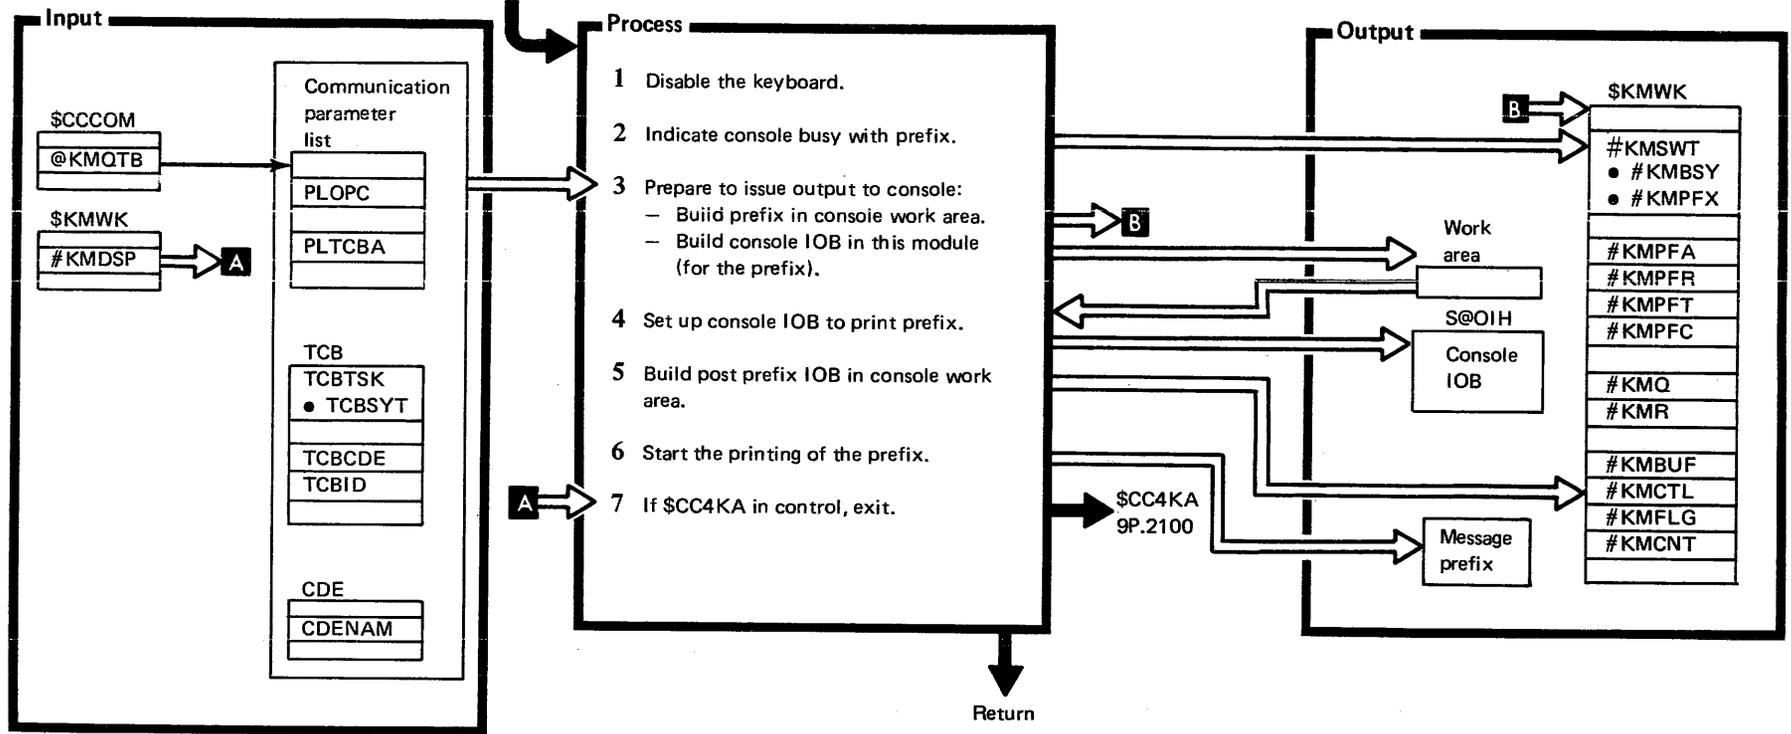 Input
Communication
parameter
list
$CCCOM
@KMQTB
PLOPC
PLTCBA
$KMWK
#KMDSP
A
TCB
TCBTSK
● TCBSYT
TCBCDE
TCBID
CDE
CDENAM
Process
1 Disable the keyboard.
2 Indicate console busy with prefix.
3 Prepare to issue output to console:
– Build prefix in console work area.
– Build console IOB in this module
(for the prefix).
4 Set up console IOB to print prefix.
5 Build post prefix IOB in console work
area.
6 Start the printing of the prefix.
A
7 If $CC4KA in control, exit.
B
$CC4KA
9P.2100
Return
Output
B
$KMWK
#KMSWT
● #KMBSY
● #KMPFX
#KMPFA
#KMPFR
#KMPFT
#KMPFC
#KMQ
#KMR
#KMBUF
#KMCTL
#KMFLG
#KMCNT
Work
area
S@OIH
Console
IOB
Message
prefix